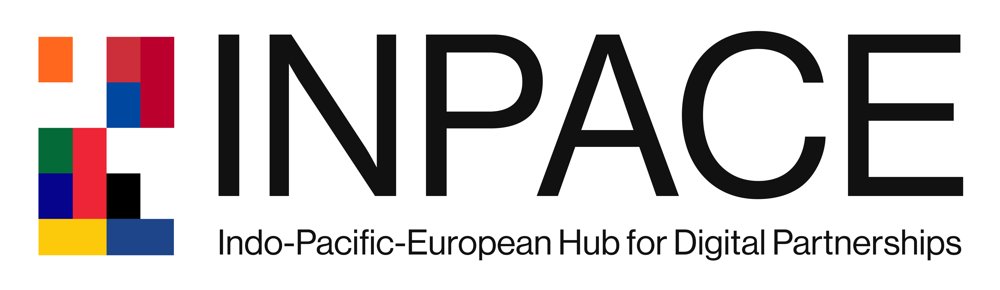 INPACE
Indo-Pacific-European Hub for Digital Partnerships